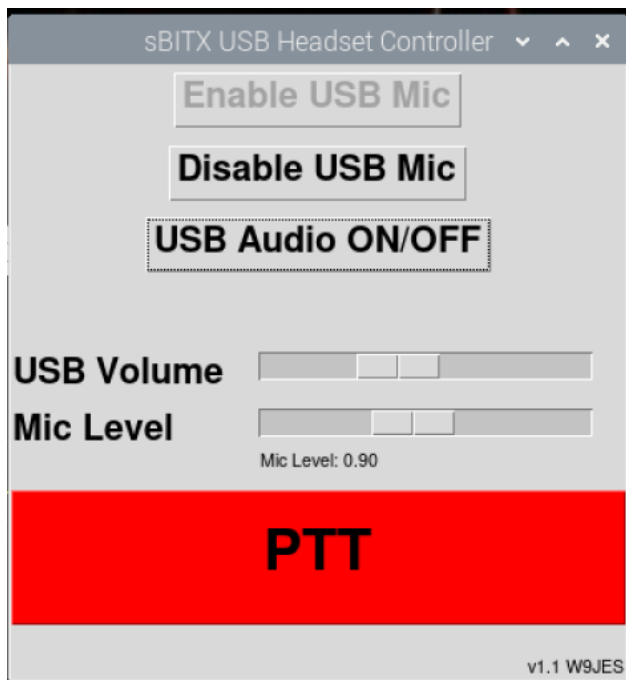 sBITX USB Headset Controller
Enable USB Mic
Disable USB Mic
USB Audio ON/OFF
USB Volume
Mic Level
Mic Level: 0.90
PTT
v1.1 W9JES